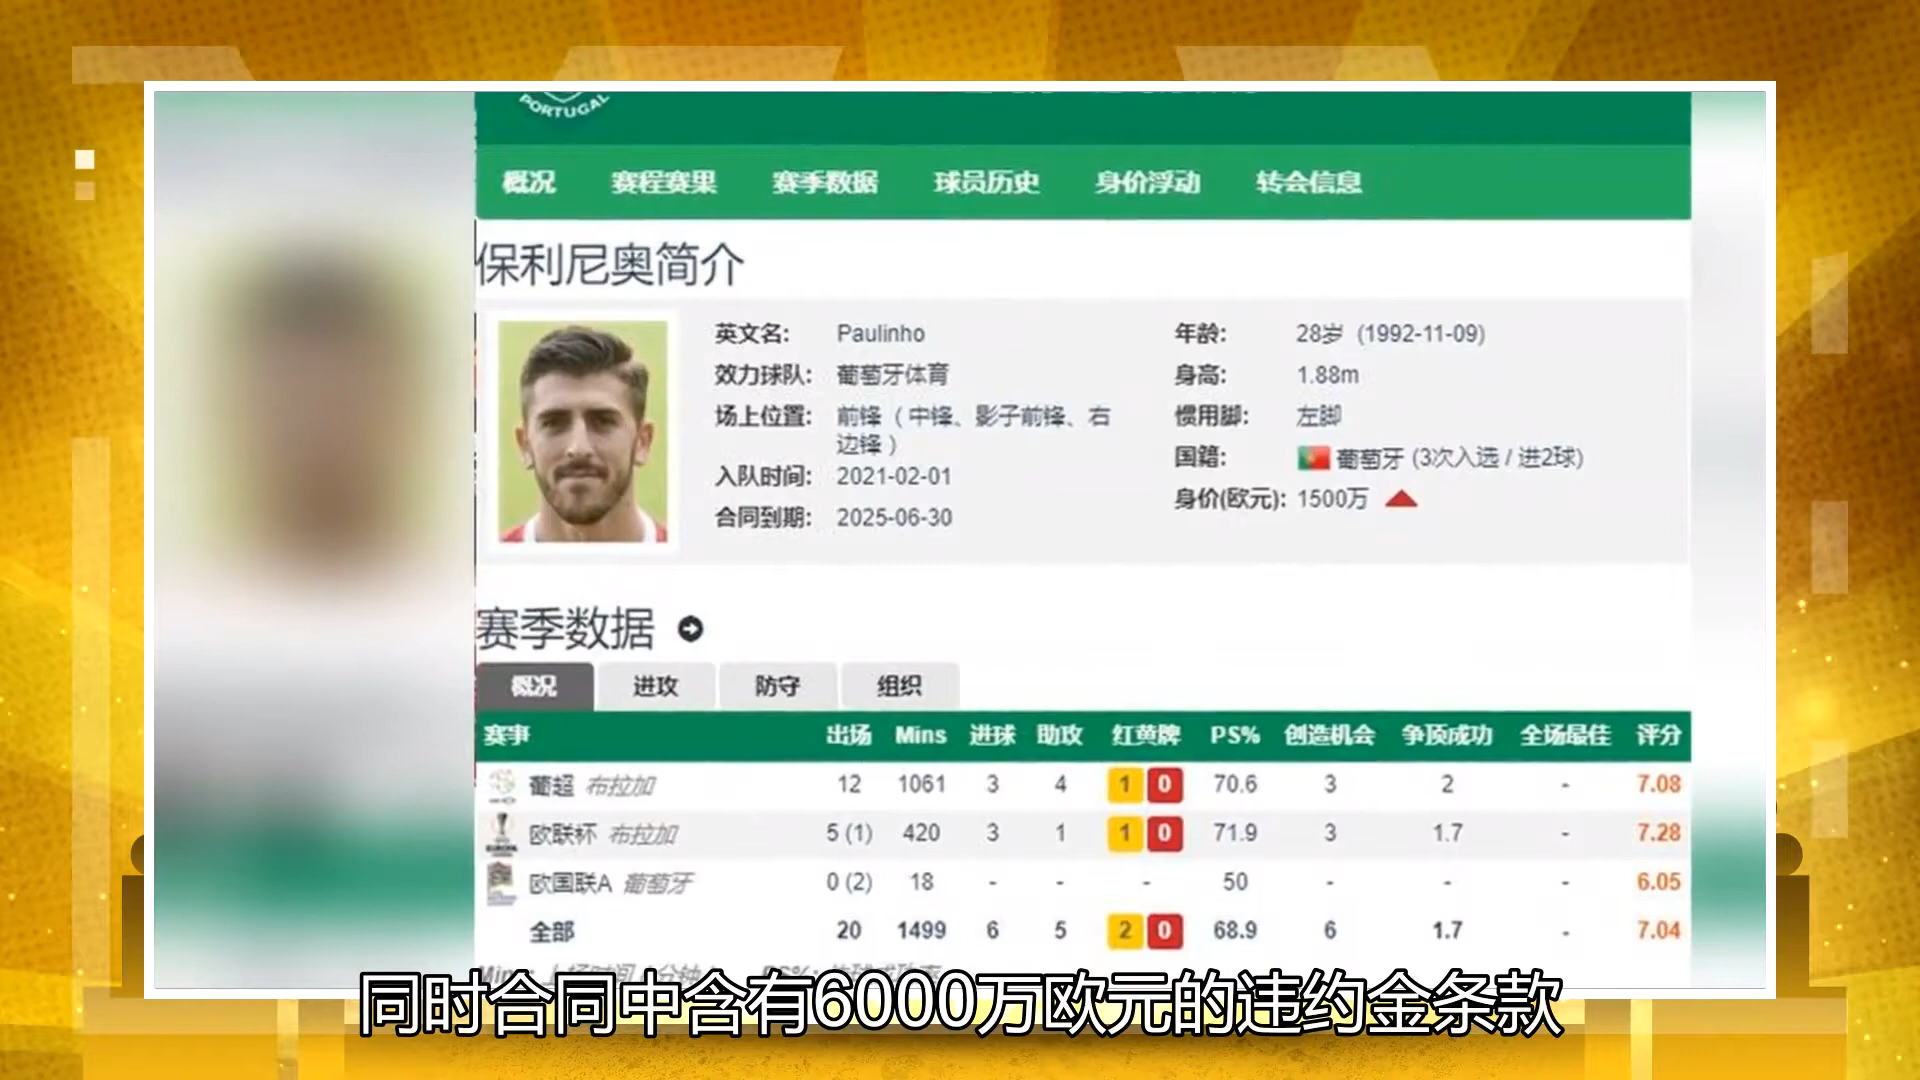 PORTUGAL
概况 赛程赛果 赛季数据 球员历史 身价浮动 转会信息
保利尼奥简介
英文名: Paulinho 年龄: 28岁 (1992-11-09)
效力球队: 葡萄牙体育 身高: 1.88m
场上位置: 前锋（中锋、影子前锋、右边锋） 惯用脚: 左脚
入队时间: 2021-02-01 国籍: 葡萄牙 (3次入选 / 进2球)
合同到期: 2025-06-30 身价(欧元): 1500万
赛季数据
概况 进攻 防守 组织
赛事 出场 Mins 进球 助攻 红黄牌 PS% 创造机会 争顶成功 全场最佳 评分
葡超 布拉加 12 1061 3 4 1 0 70.6 3 2 - 7.08
欧联杯 布拉加 5 (1) 420 3 1 1 0 71.9 3 1.7 - 7.28
欧国联A 葡萄牙 0 (2) 18 - - - 50 - - - 6.05
全部 20 1499 6 5 2 0 68.9 6 1.7 - 7.04
同时合同中含有6000万欧元的违约金条款